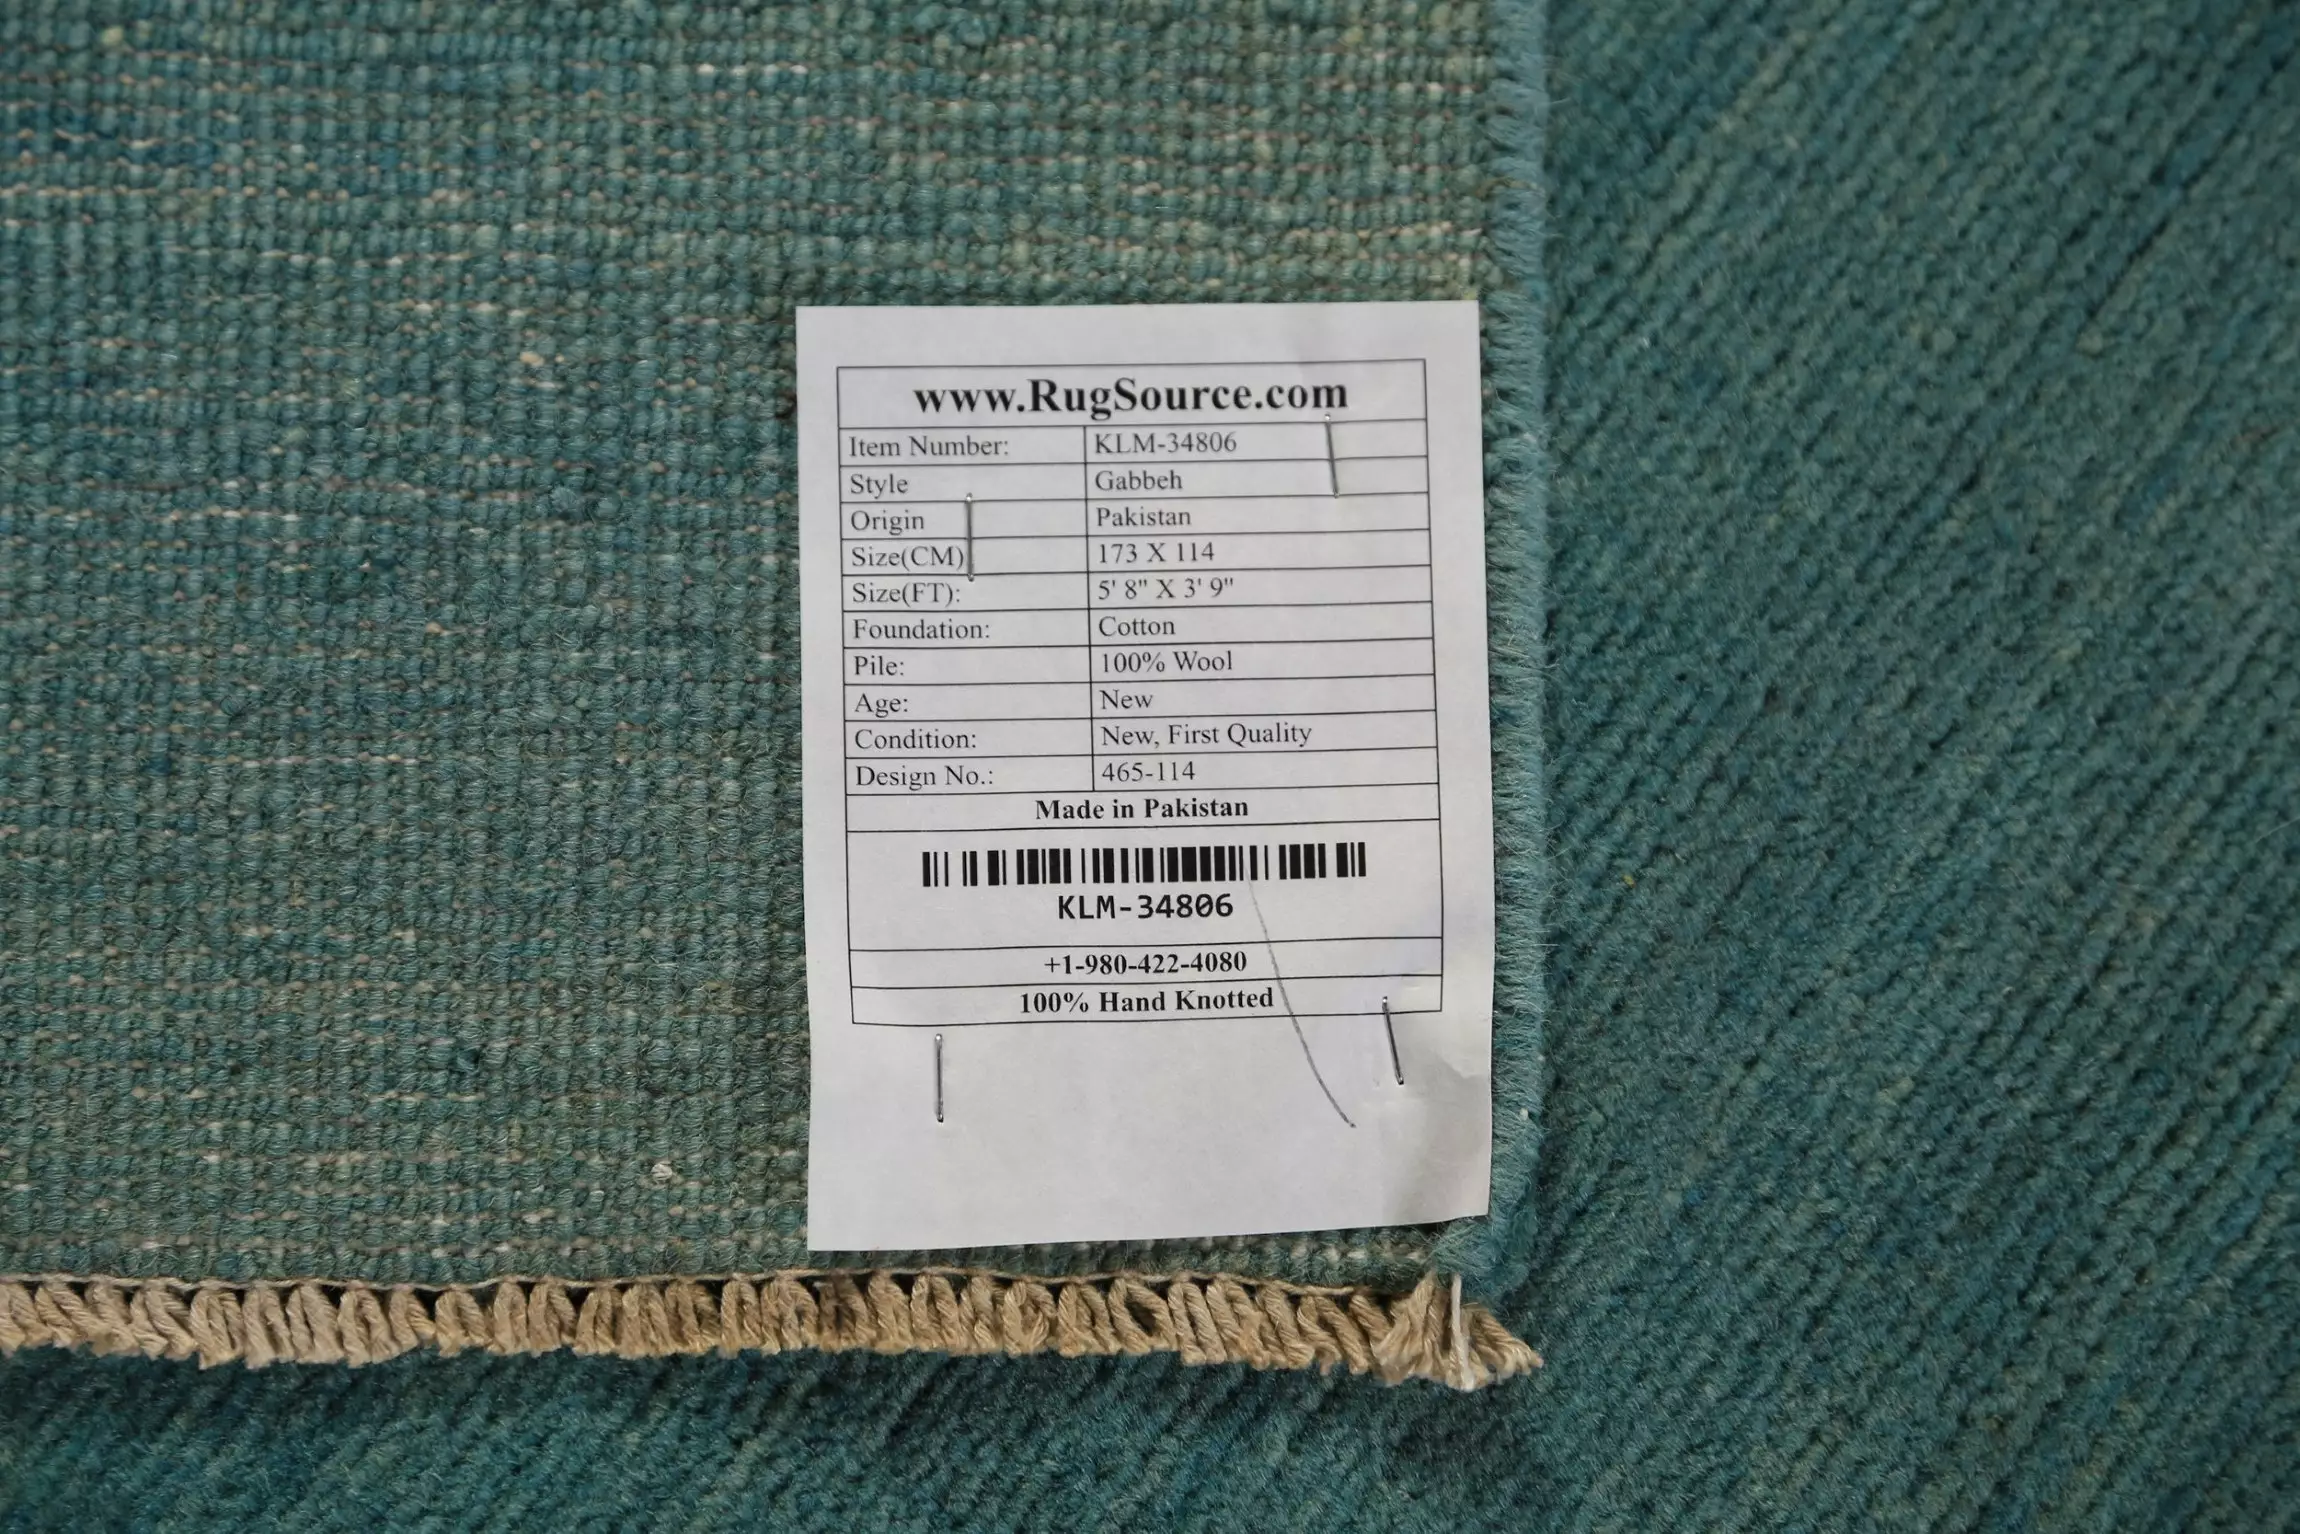 www.RugSource.com
Item Number: KLM-34806
Style Gabbeh
Origin Pakistan
Size(CM) 173 X 114
Size(FT): 5' 8" X 3' 9"
Foundation: Cotton
Pile: 100% Wool
Age: New
Condition: New, First Quality
Design No.: 465-114
Made in Pakistan
KLM-34806
+1-980-422-4080
100% Hand Knotted